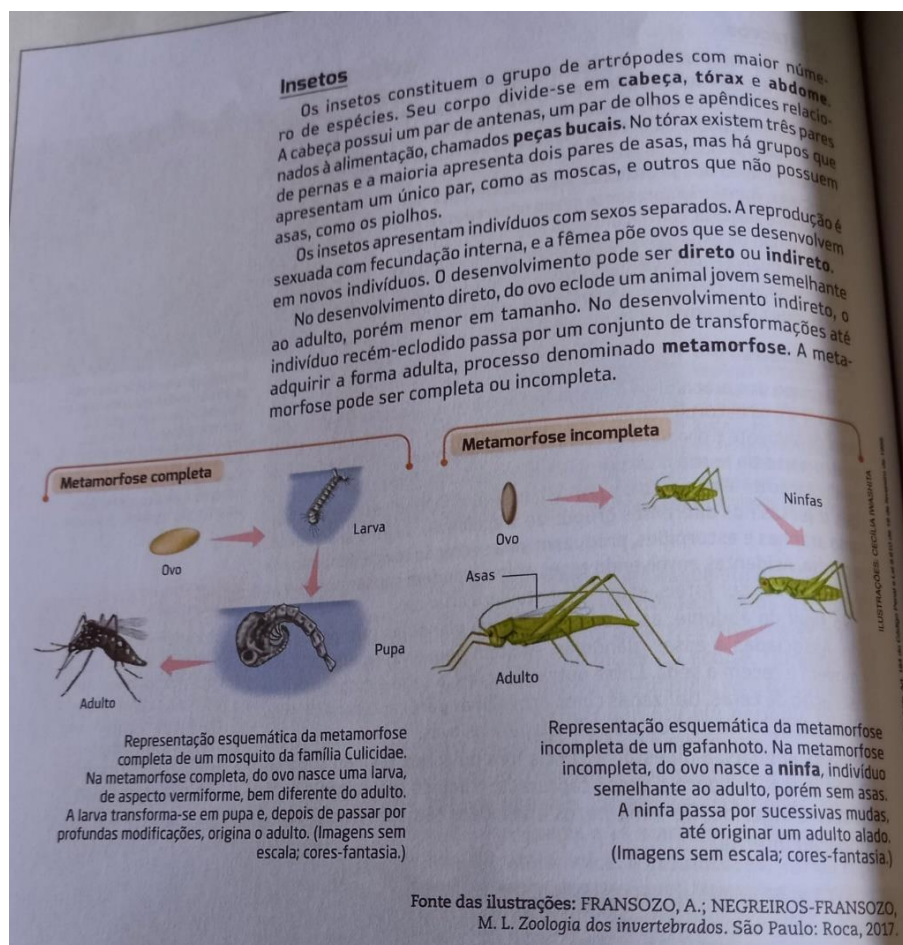 Insetos
Os insetos constituem o grupo de artrópodes com maior núme-
ro de espécies. Seu corpo divide-se em cabeça, tórax e abdome.
A cabeça possui um par de antenas, um par de olhos e apêndices relacio-
nados à alimentação, chamados peças bucais. No tórax existem três pares
de pernas e a maioria apresenta dois pares de asas, mas há grupos que
apresentam um único par, como as moscas, e outros que não possuem
asas, como os piolhos.
Os insetos apresentam indivíduos com sexos separados. A reprodução é
sexuada com fecundação interna, e a fêmea põe ovos que se desenvolvem
em novos indivíduos. O desenvolvimento pode ser direto ou indireto.
No desenvolvimento direto, do ovo eclode um animal jovem semelhante
ao adulto, porém menor em tamanho. No desenvolvimento indireto, o
indivíduo recém-eclodido passa por um conjunto de transformações até
adquirir a forma adulta, processo denominado metamorfose. A meta-
morfose pode ser completa ou incompleta.
Metamorfose completa
Ovo
Larva
Pupa
Adulto
Representação esquemática da metamorfose
completa de um mosquito da família Culicidae.
Na metamorfose completa, do ovo nasce uma larva,
de aspecto vermiforme, bem diferente do adulto.
A larva transforma-se em pupa e, depois de passar por
profundas modificações, origina o adulto. (Imagens sem
escala; cores-fantasia.)
Metamorfose incompleta
Ovo
Ninfas
Asas
Adulto
Representação esquemática da metamorfose
incompleta de um gafanhoto. Na metamorfose
incompleta, do ovo nasce a ninfa, indivíduo
semelhante ao adulto, porém sem asas.
A ninfa passa por sucessivas mudas,
até originar um adulto alado.
(Imagens sem escala; cores-fantasia.)
ILUSTRAÇÕES: CECÍLIA IWASHITA
Fonte das ilustrações: FRANSOZO, A.; NEGREIROS-FRANSOZO,
M. L. Zoologia dos invertebrados. São Paulo: Roca, 2017.